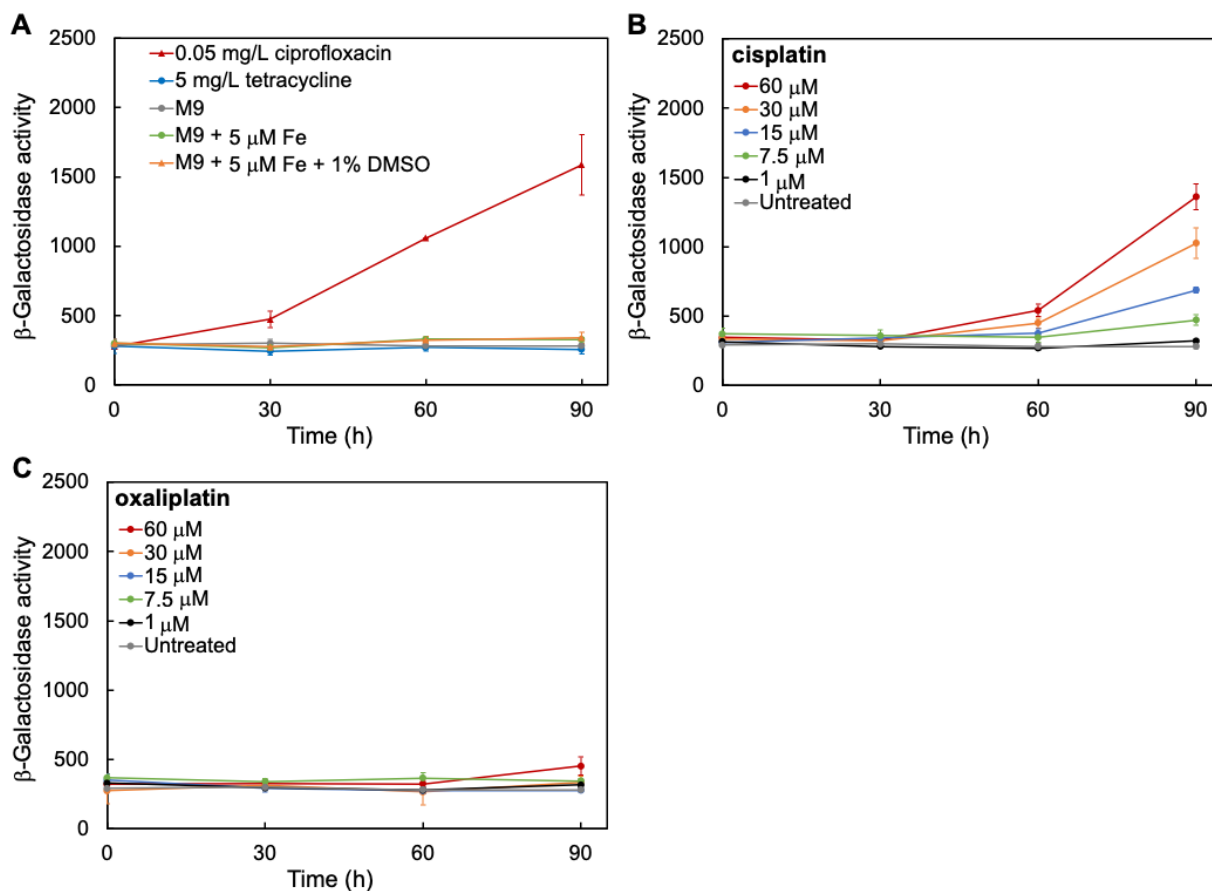 A
2500
2000
1500
1000
500
0
β-Galactosidase activity
0.05 mg/L ciprofloxacin
5 mg/L tetracycline
M9
M9 + 5 μM Fe
M9 + 5 μM Fe + 1% DMSO
0 30 60 90
Time (h)
B
2500
2000
1500
1000
500
0
β-Galactosidase activity
cisplatin
60 μM
30 μM
15 μM
7.5 μM
1 μM
Untreated
0 30 60 90
Time (h)
C
2500
2000
1500
1000
500
0
β-Galactosidase activity
oxaliplatin
60 μM
30 μM
15 μM
7.5 μM
1 μM
Untreated
0 30 60 90
Time (h)